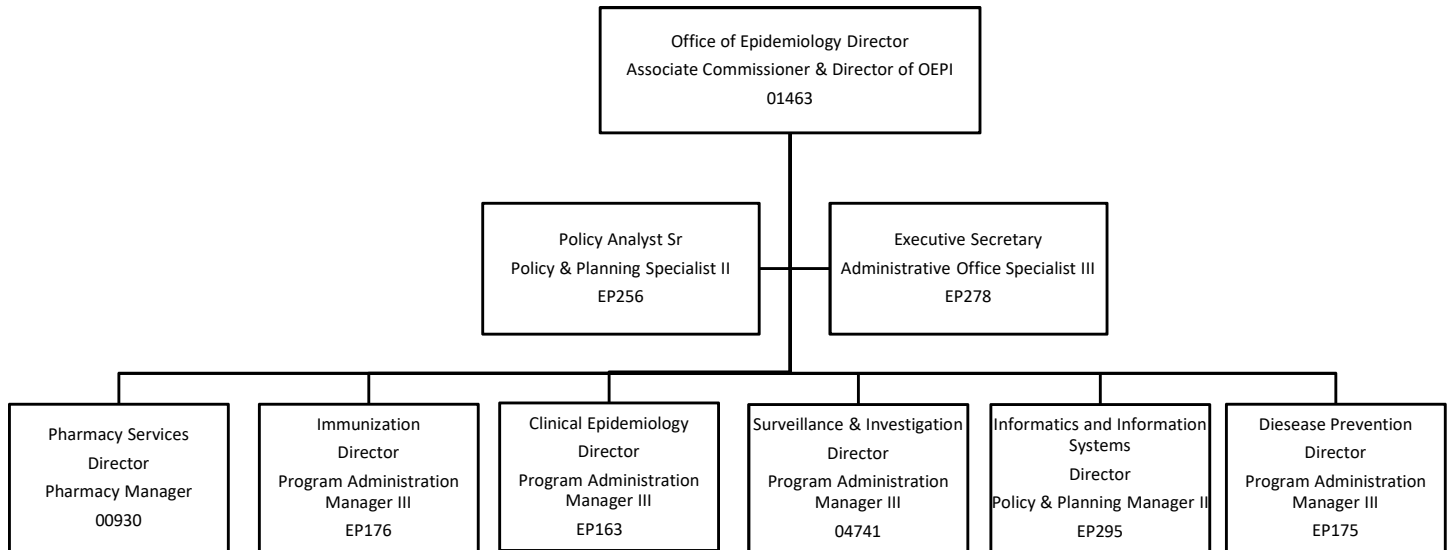 Office of Epidemiology Director
Associate Commissioner & Director of OEPI
01463
Policy Analyst Sr
Policy & Planning Specialist II
EP256
Executive Secretary
Administrative Office Specialist III
EP278
Pharmacy Services
Director
Pharmacy Manager
00930
Immunization
Director
Program Administration
Manager III
EP176
Clinical Epidemiology
Director
Program Administration
Manager III
EP163
Surveillance & Investigation
Director
Program Administration
Manager III
04741
Informatics and Information
Systems
Director
Policy & Planning Manager II
EP295
Diesease Prevention
Director
Program Administration
Manager III
EP175